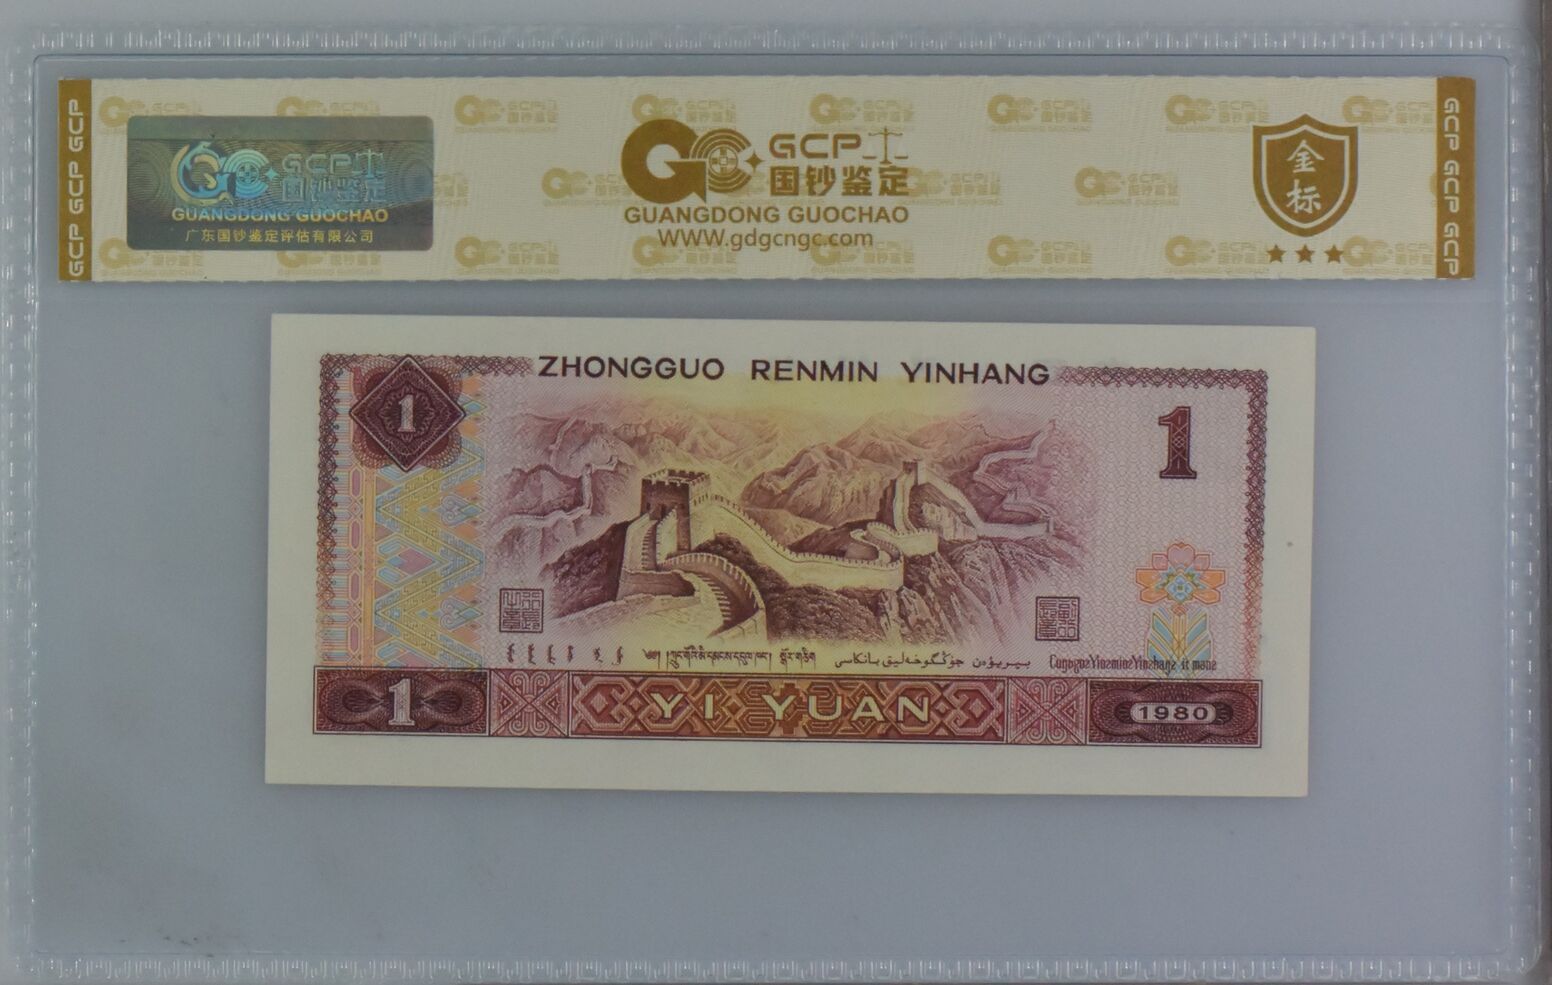 GCP GCP GCP
GCP
国钞鉴定
GUANGDONG GUOCHAO
广东国钞鉴定评估有限公司
GCP
国钞鉴定
GUANGDONG GUOCHAO
WWW.gdgcngc.com
金标
GCP GCP GCP
ZHONGGUO RENMIN YINHANG
1
1
1
YI YUAN
1980